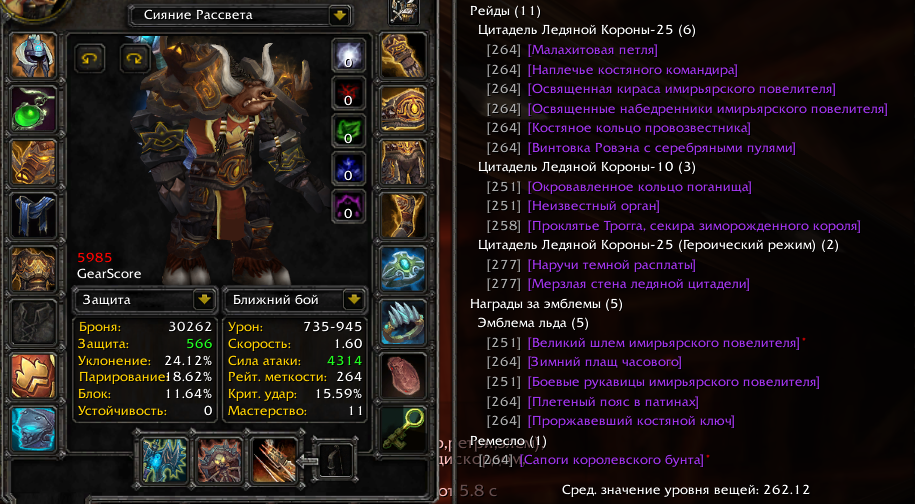 Сияние Рассвета
0
0
0
0
0
5985
GearScore
Защита
Ближний бой
Броня: 30262
Защита: 566
Уклонение: 24.12%
Парирование: 18.62%
Блок: 11.64%
Устойчивость: 0
Урон: 735-945
Скорость: 1.60
Сила атаки: 4314
Рейт. меткости: 264
Крит. удар: 15.59%
Мастерство: 11
Рейды (11)
Цитадель Ледяной Короны-25 (6)
[264] [Малахитовая петля]
[264] [Наплечье костяного командира]
[264] [Освященная кираса имирьярского повелителя]
[264] [Освященные набедренники имирьярского повелителя]
[264] [Костяное кольцо провозвестника]
[264] [Винтовка Ровэна с серебряными пулями]
Цитадель Ледяной Короны-10 (3)
[251] [Окровавленное кольцо поганища]
[251] [Неизвестный орган]
[258] [Проклятье Трогга, секира зиморожденного короля]
Цитадель Ледяной Короны-25 (Героический режим) (2)
[277] [Наручи темной расплаты]
[277] [Мерзлая стена ледяной цитадели]
Награды за эмблемы (5)
Эмблема льда (5)
[251] [Великий шлем имирьярского повелителя]*
[264] [Зимний плащ часового]
[251] [Боевые рукавицы имирьярского повелителя]
[264] [Плетеный пояс в патинах]
[264] [Проржавевший костяной ключ]
Ремесло (1)
[264] [Сапоги королевского бунта]*
от 5.8 с
Сред. значение уровня вещей: 262.12